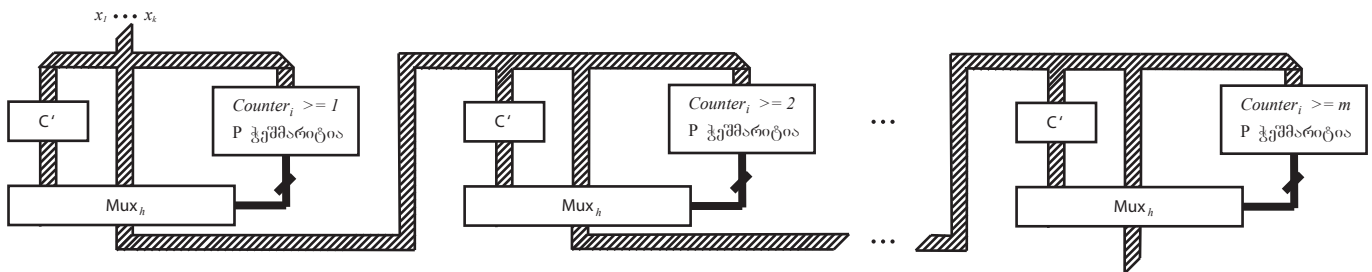 x₁ ••• xₖ
C‘
Counterᵢ >= 1
P ჭეშმარიტია
Muxₕ
C‘
Counterᵢ >= 2
P ჭეშმარიტია
Muxₕ
•••
•••
C‘
Counterᵢ >= m
P ჭეშმარიტია
Muxₕ